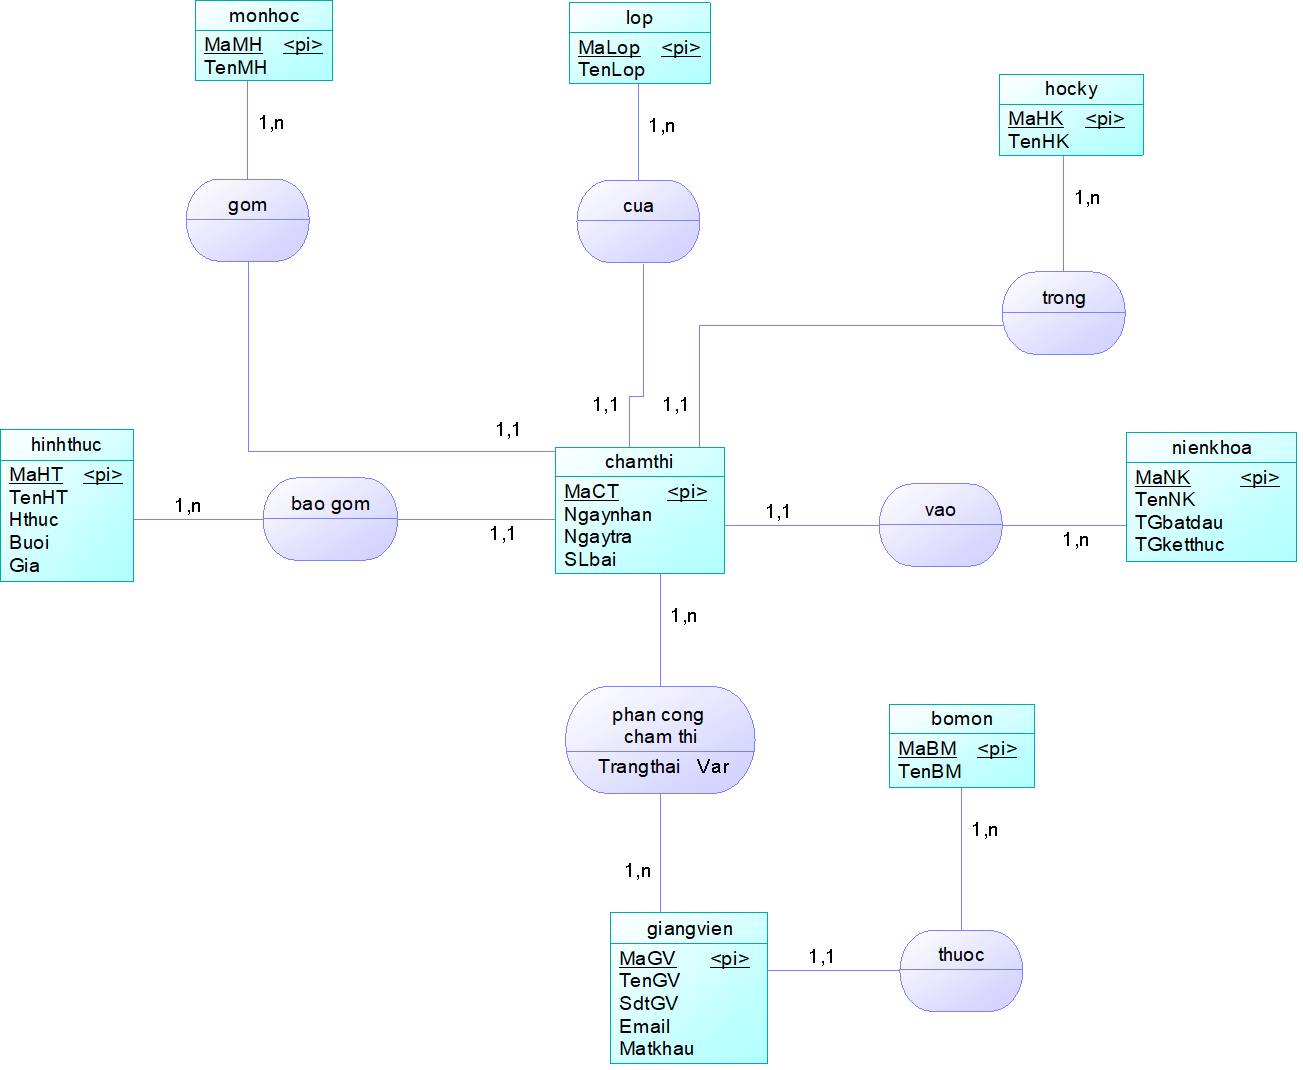 monhoc
MaMH <pi>
TenMH
1,n
gom
lop
MaLop <pi>
TenLop
1,n
cua
hocky
MaHK <pi>
TenHK
1,n
trong
1,1
1,1
1,1
hinhthuc
MaHT <pi>
TenHT
Hthuc
Buoi
Gia
1,n
bao gom
1,1
chamthi
MaCT <pi>
Ngaynhan
Ngaytra
SLbai
1,1
vao
1,n
nienkhoa
MaNK <pi>
TenNK
TGbatdau
TGketthuc
1,n
phan cong
cham thi
Trangthai Var
1,n
bomon
MaBM <pi>
TenBM
1,n
giangvien
MaGV <pi>
TenGV
SdtGV
Email
Matkhau
1,1
thuoc